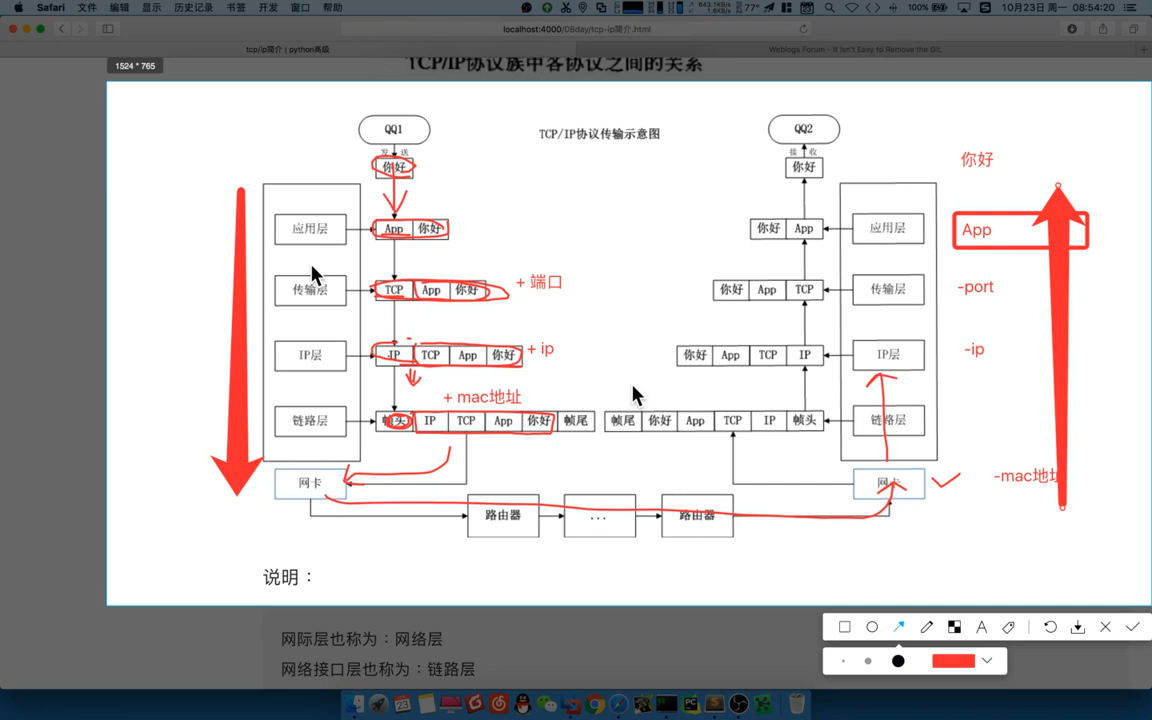 Safari 文件 编辑 显示 历史记录 书签 开发 窗口 帮助
77° 100% 10月23日 周一 08:54:20
localhost:4000/08day/tcp-ip简介.html
tcp/ip简介 | python高级
Weblogs Forum - It isn't Easy to Remove the GIL
TCP/IP协议族中各协议之间的关系
1524 * 765
QQ1
TCP/IP协议传输示意图
QQ2
发 送
接 收
你好
你好
你好
应用层
App 你好
你好 App
应用层
App
传输层
TCP App 你好
+ 端口
你好 App TCP
传输层
-port
IP层
IP TCP App 你好
+ ip
你好 App TCP IP
IP层
-ip
+ mac地址
链路层
帧头 IP TCP App 你好 帧尾
帧尾 你好 App TCP IP 帧头
链路层
网卡
网卡
-mac地址
路由器
...
路由器
说明：
网际层也称为：网络层
网络接口层也称为：链路层